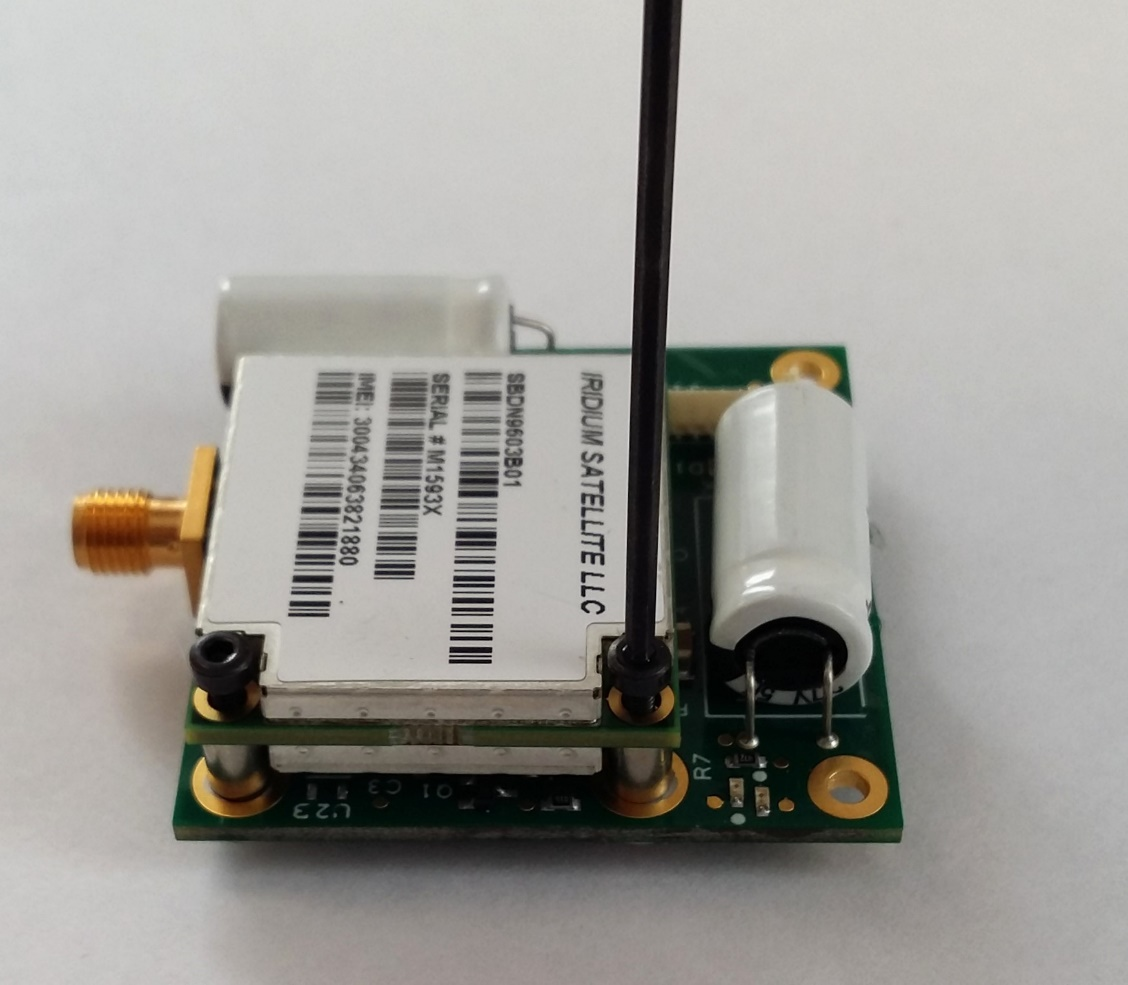 IRIDIUM SATELLITE LLC
SBDN9603B01
SERIAL # M1593X
IMEI: 300434063821880
R7
C3
Q1
U23